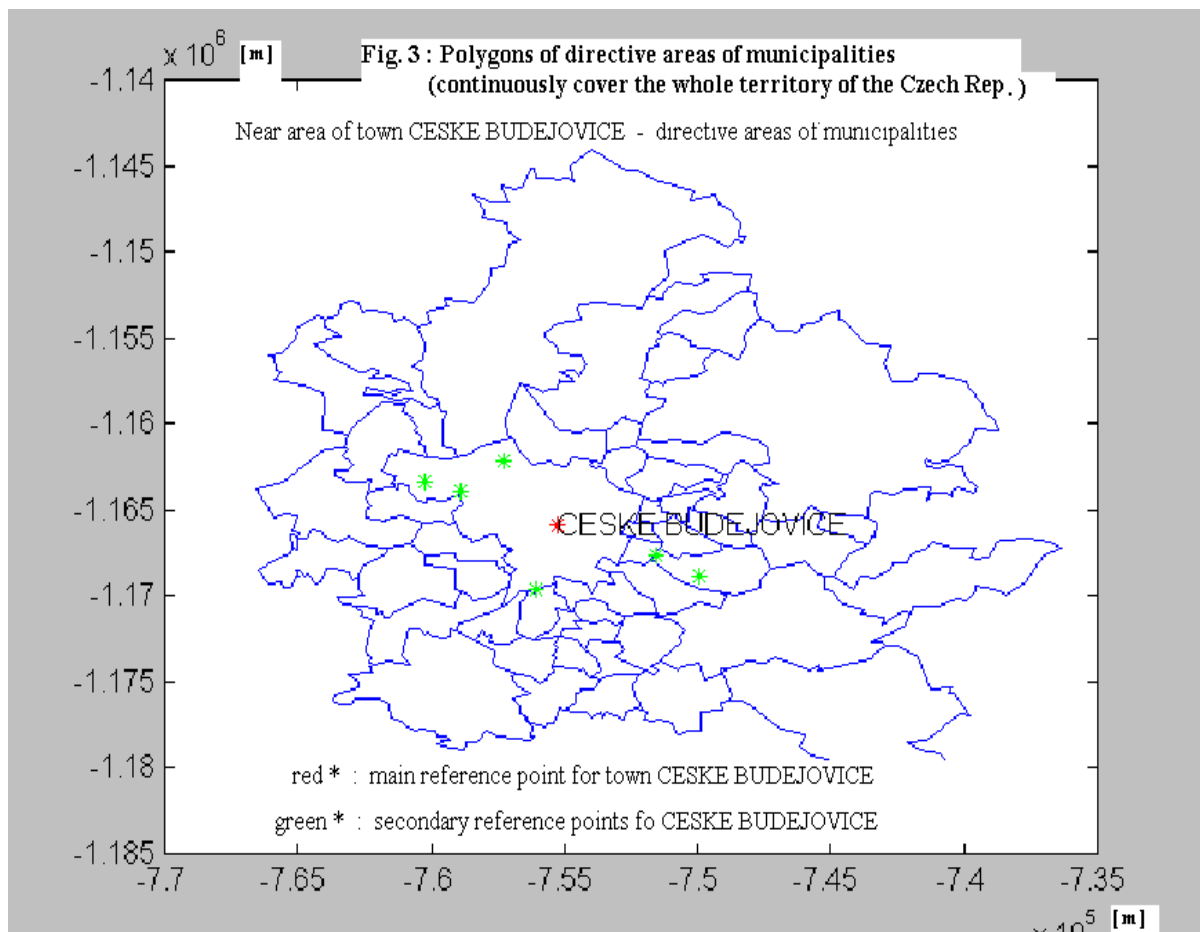 x 10^6 [m] Fig. 3 : Polygons of directive areas of municipalities
(continuously cover the whole territory of the Czech Rep. )
Near area of town CESKE BUDEJOVICE - directive areas of municipalities
-1.14
-1.145
-1.15
-1.155
-1.16
-1.165
-1.17
-1.175
-1.18
-1.185
CESKE BUDEJOVICE
red * : main reference point for town CESKE BUDEJOVICE
green * : secondary reference points fo CESKE BUDEJOVICE
-7.7 -7.65 -7.6 -7.55 -7.5 -7.45 -7.4 -7.35
x 10^5 [m]